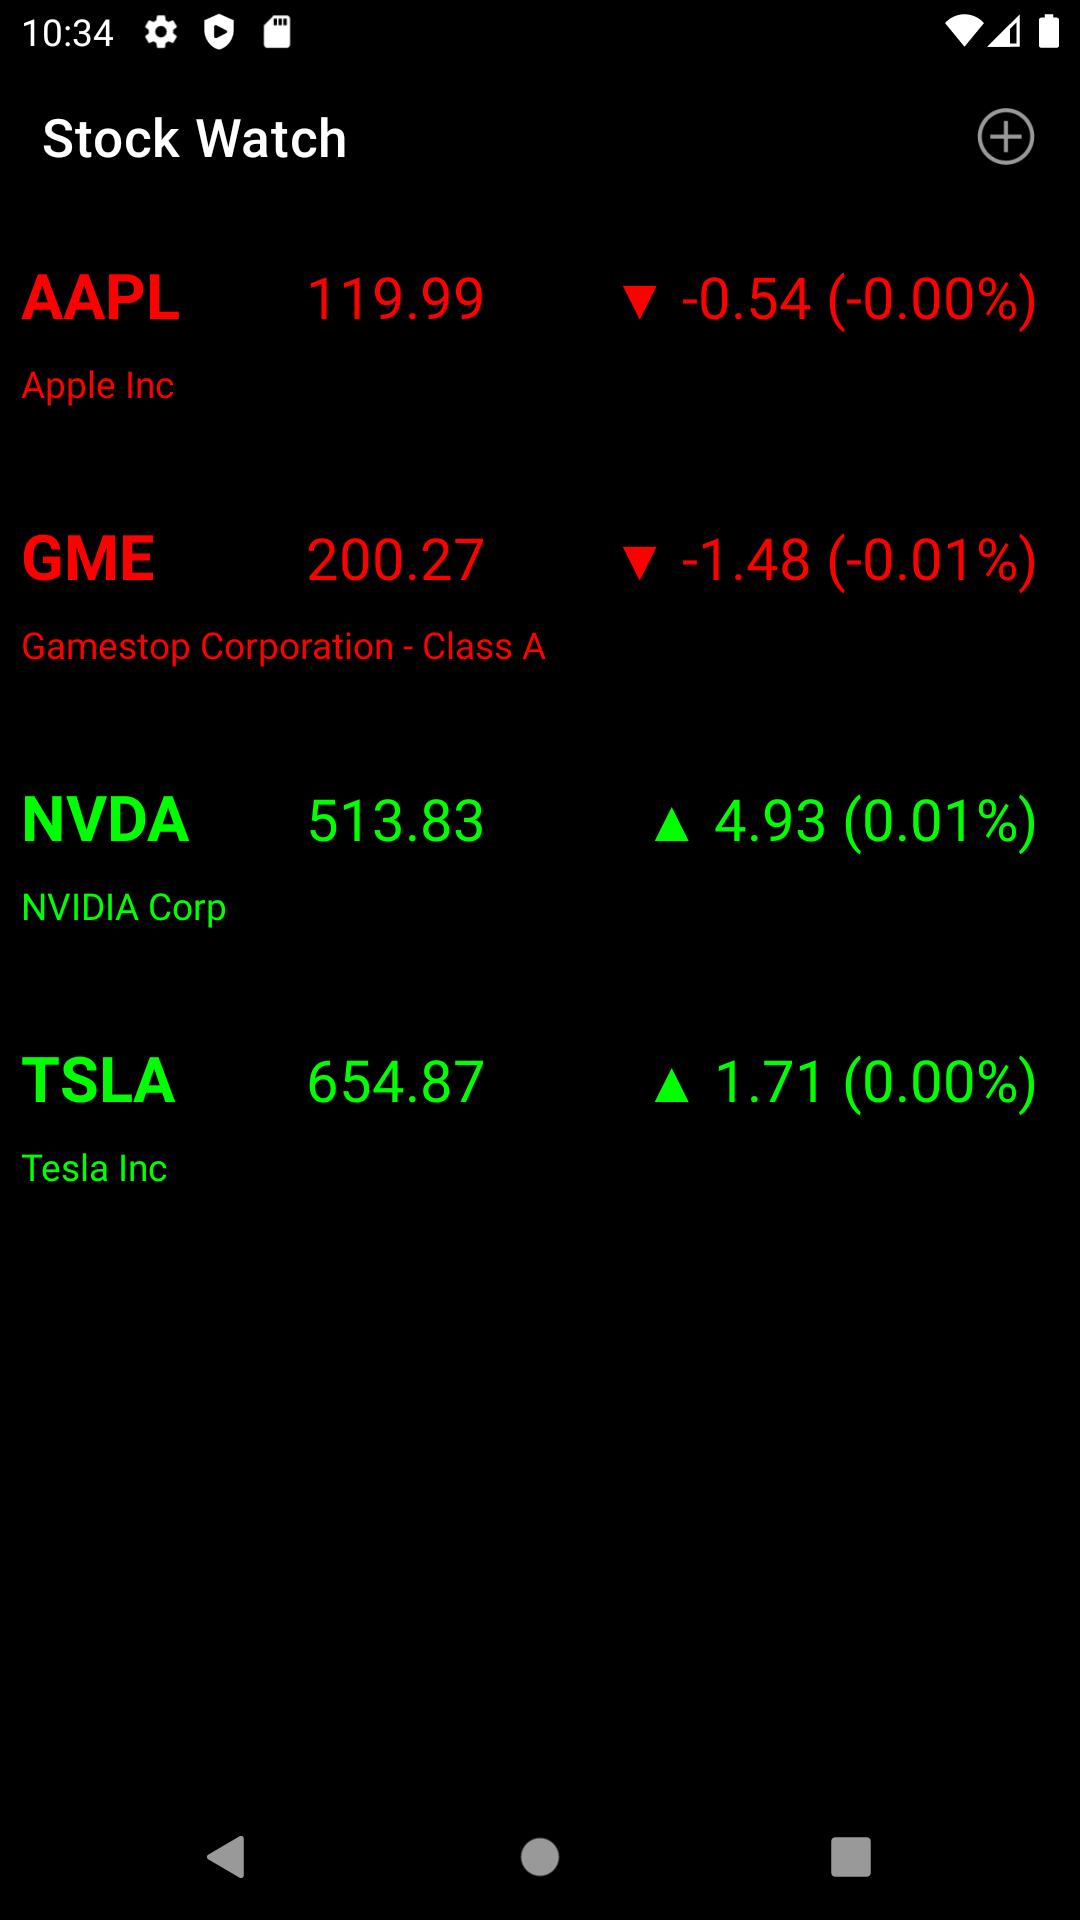 10:34
Stock Watch
AAPL 119.99 ▼ -0.54 (-0.00%)
Apple Inc
GME 200.27 ▼ -1.48 (-0.01%)
Gamestop Corporation - Class A
NVDA 513.83 ▲ 4.93 (0.01%)
NVIDIA Corp
TSLA 654.87 ▲ 1.71 (0.00%)
Tesla Inc